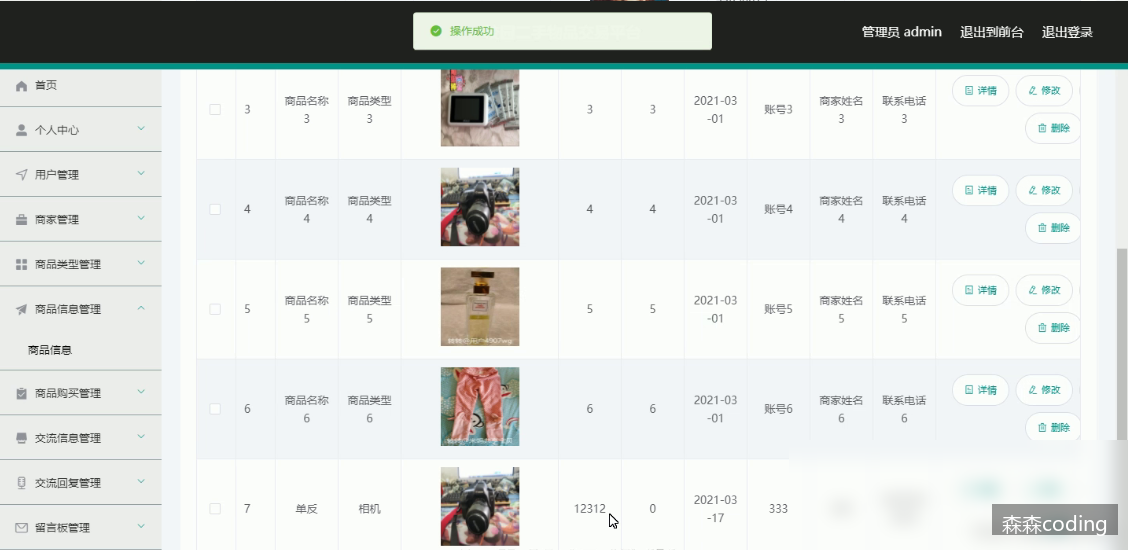 操作成功
管理员 admin 退出到前台 退出登录
首页
个人中心
用户管理
商家管理
商品类型管理
商品信息管理
商品信息
商品购买管理
交流信息管理
交流回复管理
留言板管理
3 商品名称3 商品类型3 3 3 2021-03-01 账号3 商家姓名3 联系电话3 详情 修改 删除
4 商品名称4 商品类型4 4 4 2021-03-01 账号4 商家姓名4 联系电话4 详情 修改 删除
5 商品名称5 商品类型5 5 5 2021-03-01 账号5 商家姓名5 联系电话5 详情 修改 删除
6 商品名称6 商品类型6 6 6 2021-03-01 账号6 商家姓名6 联系电话6 详情 修改 删除
7 单反 相机 12312 0 2021-03-17 333
森森coding